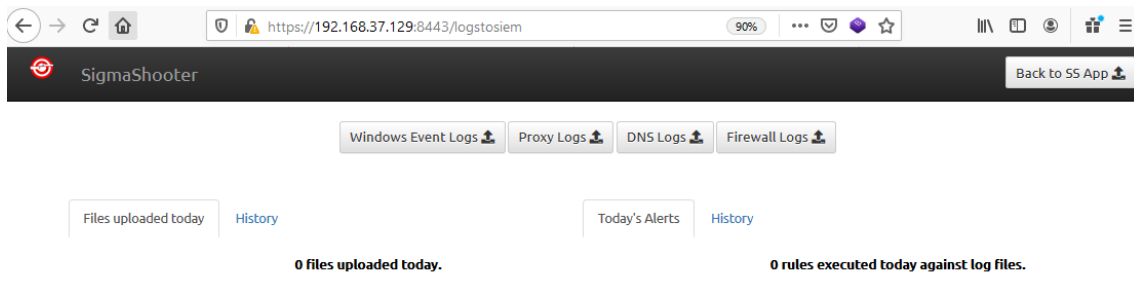 https://192.168.37.129:8443/logstosiem 90%
SigmaShooter Back to SS App
Windows Event Logs Proxy Logs DNS Logs Firewall Logs
Files uploaded today History Today's Alerts History
0 files uploaded today. 0 rules executed today against log files.